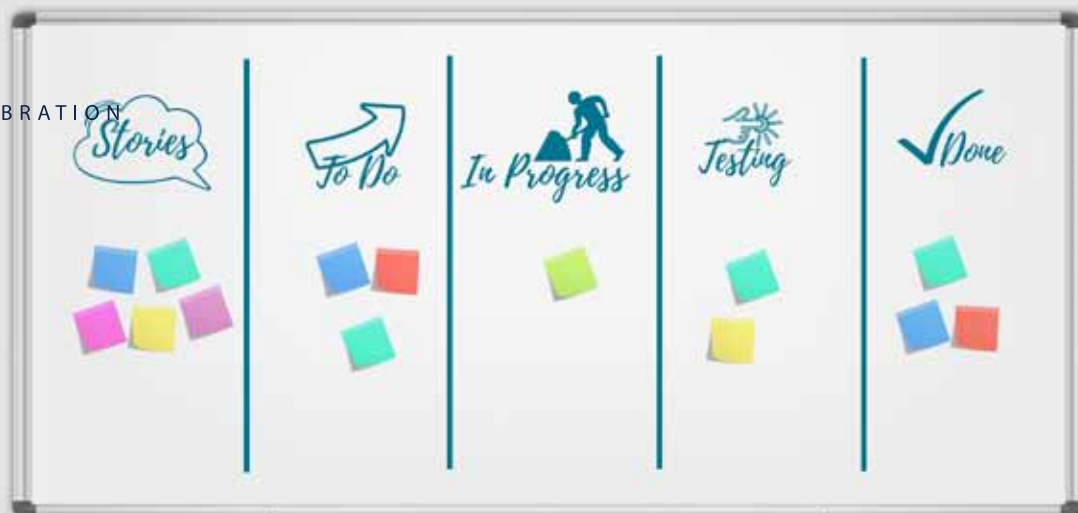 BRATION
Stories
To Do
In Progress
Testing
Done